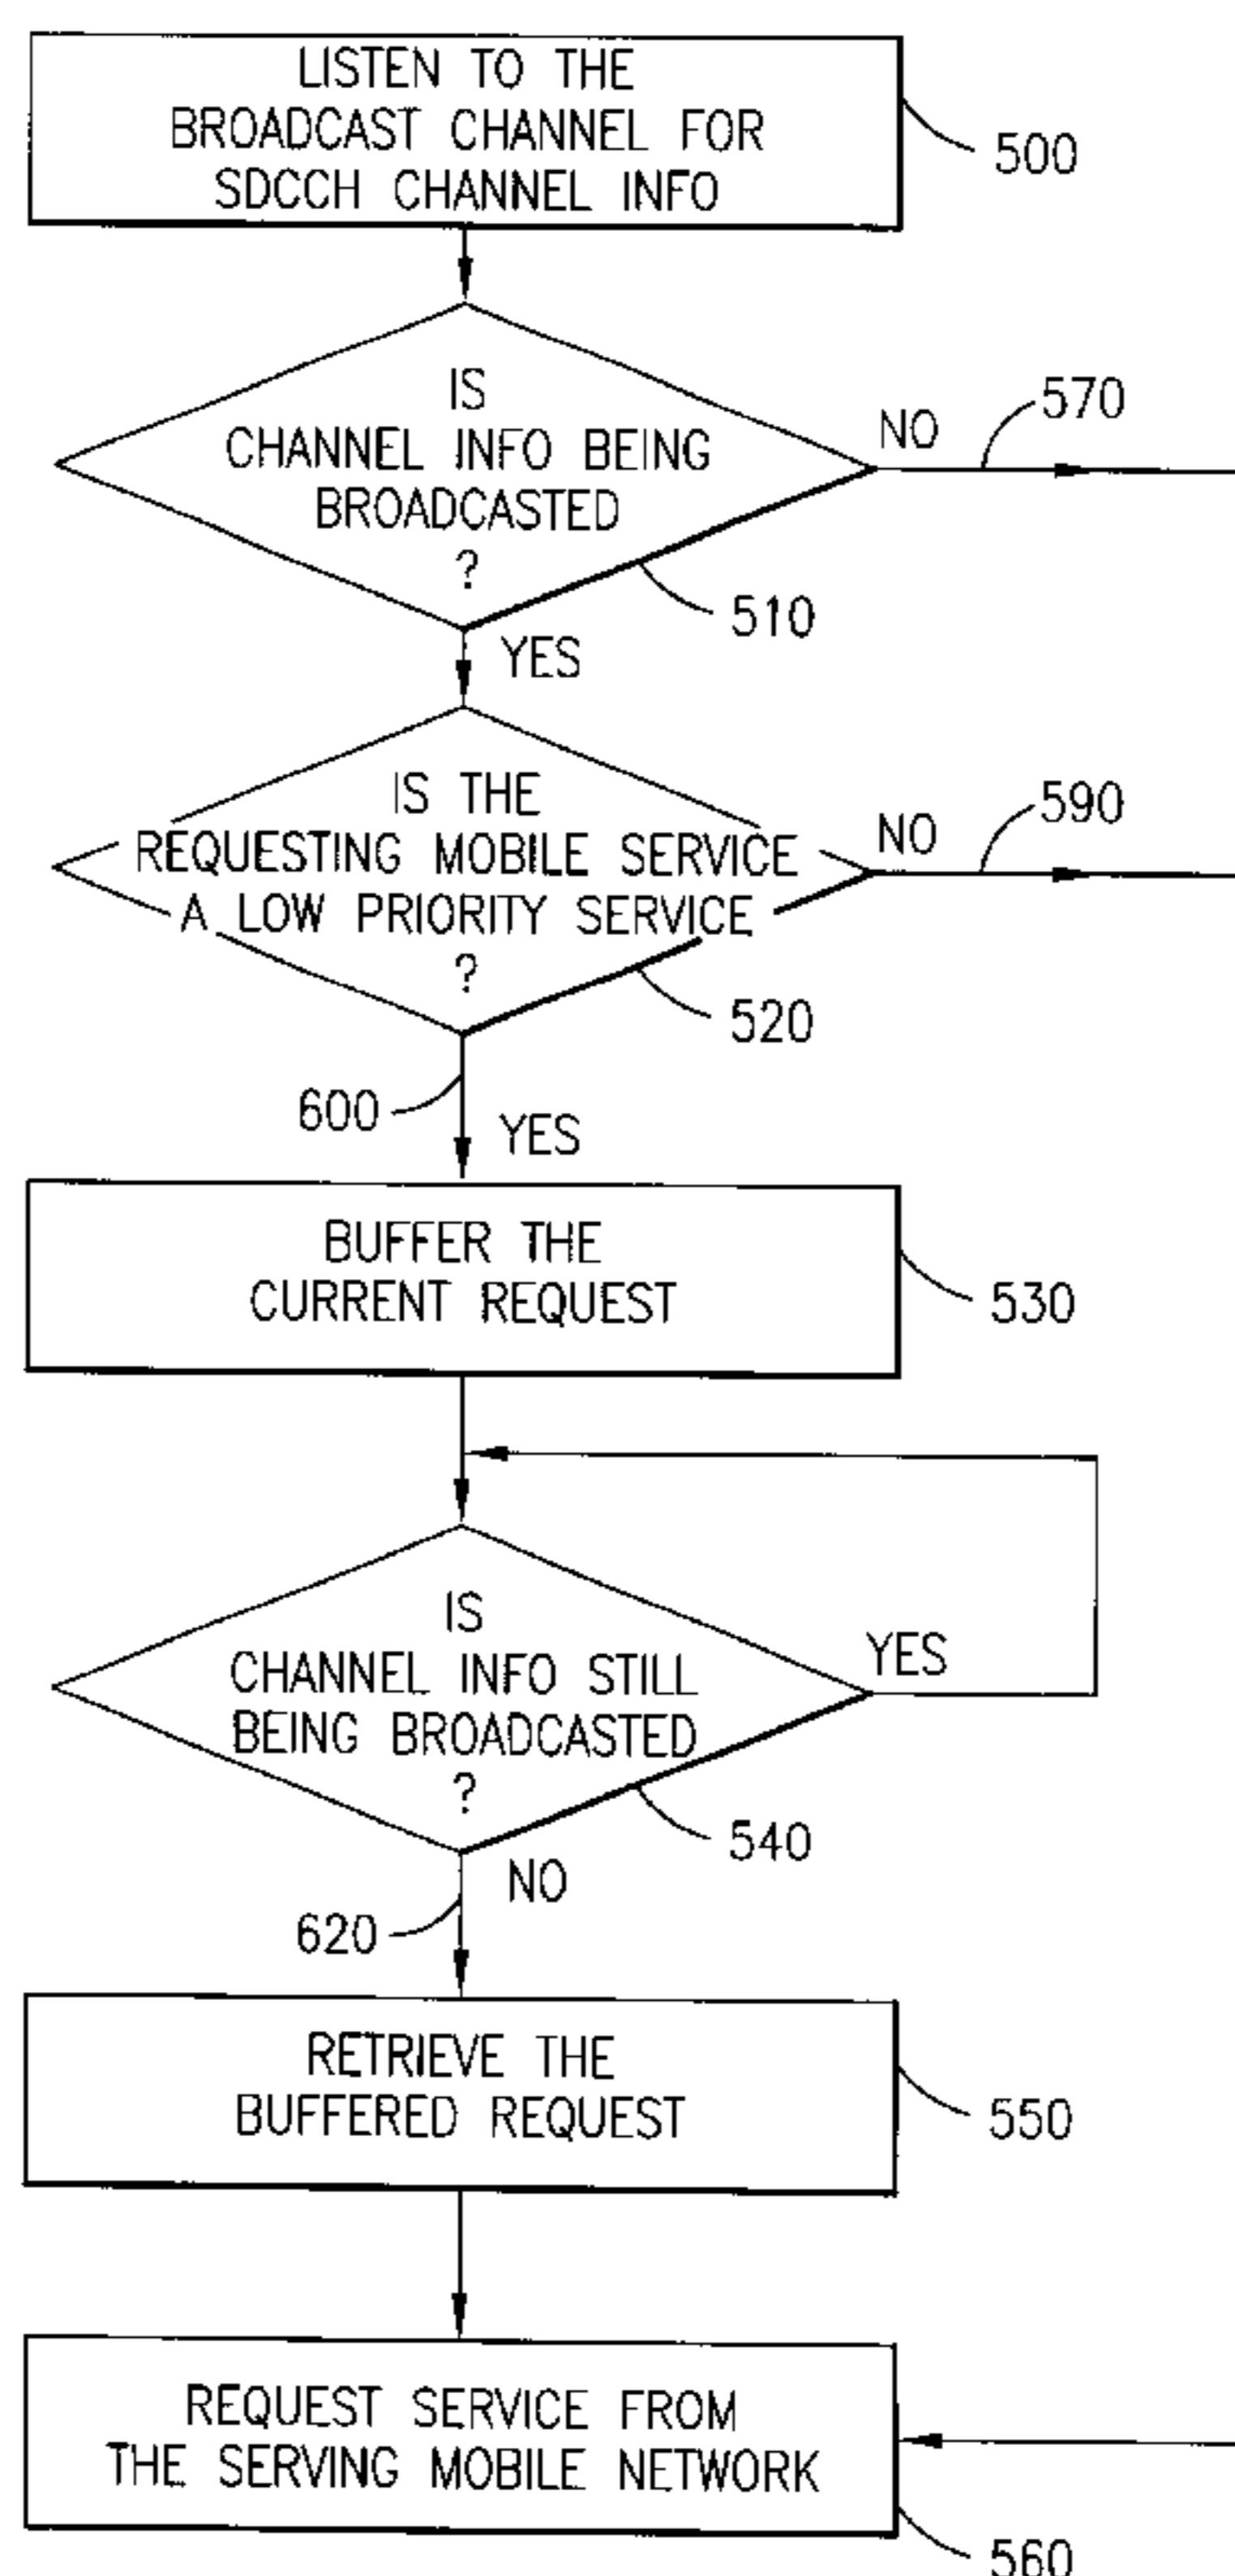 LISTEN TO THE
BROADCAST CHANNEL FOR
SDCCH CHANNEL INFO
500
IS
CHANNEL INFO BEING
BROADCASTED
?
NO
570
510
YES
IS THE
REQUESTING MOBILE SERVICE
A LOW PRIORITY SERVICE
?
NO
590
520
600
YES
BUFFER THE
CURRENT REQUEST
530
IS
CHANNEL INFO STILL
BEING BROADCASTED
?
YES
540
NO
620
RETRIEVE THE
BUFFERED REQUEST
550
REQUEST SERVICE FROM
THE SERVING MOBILE NETWORK
560